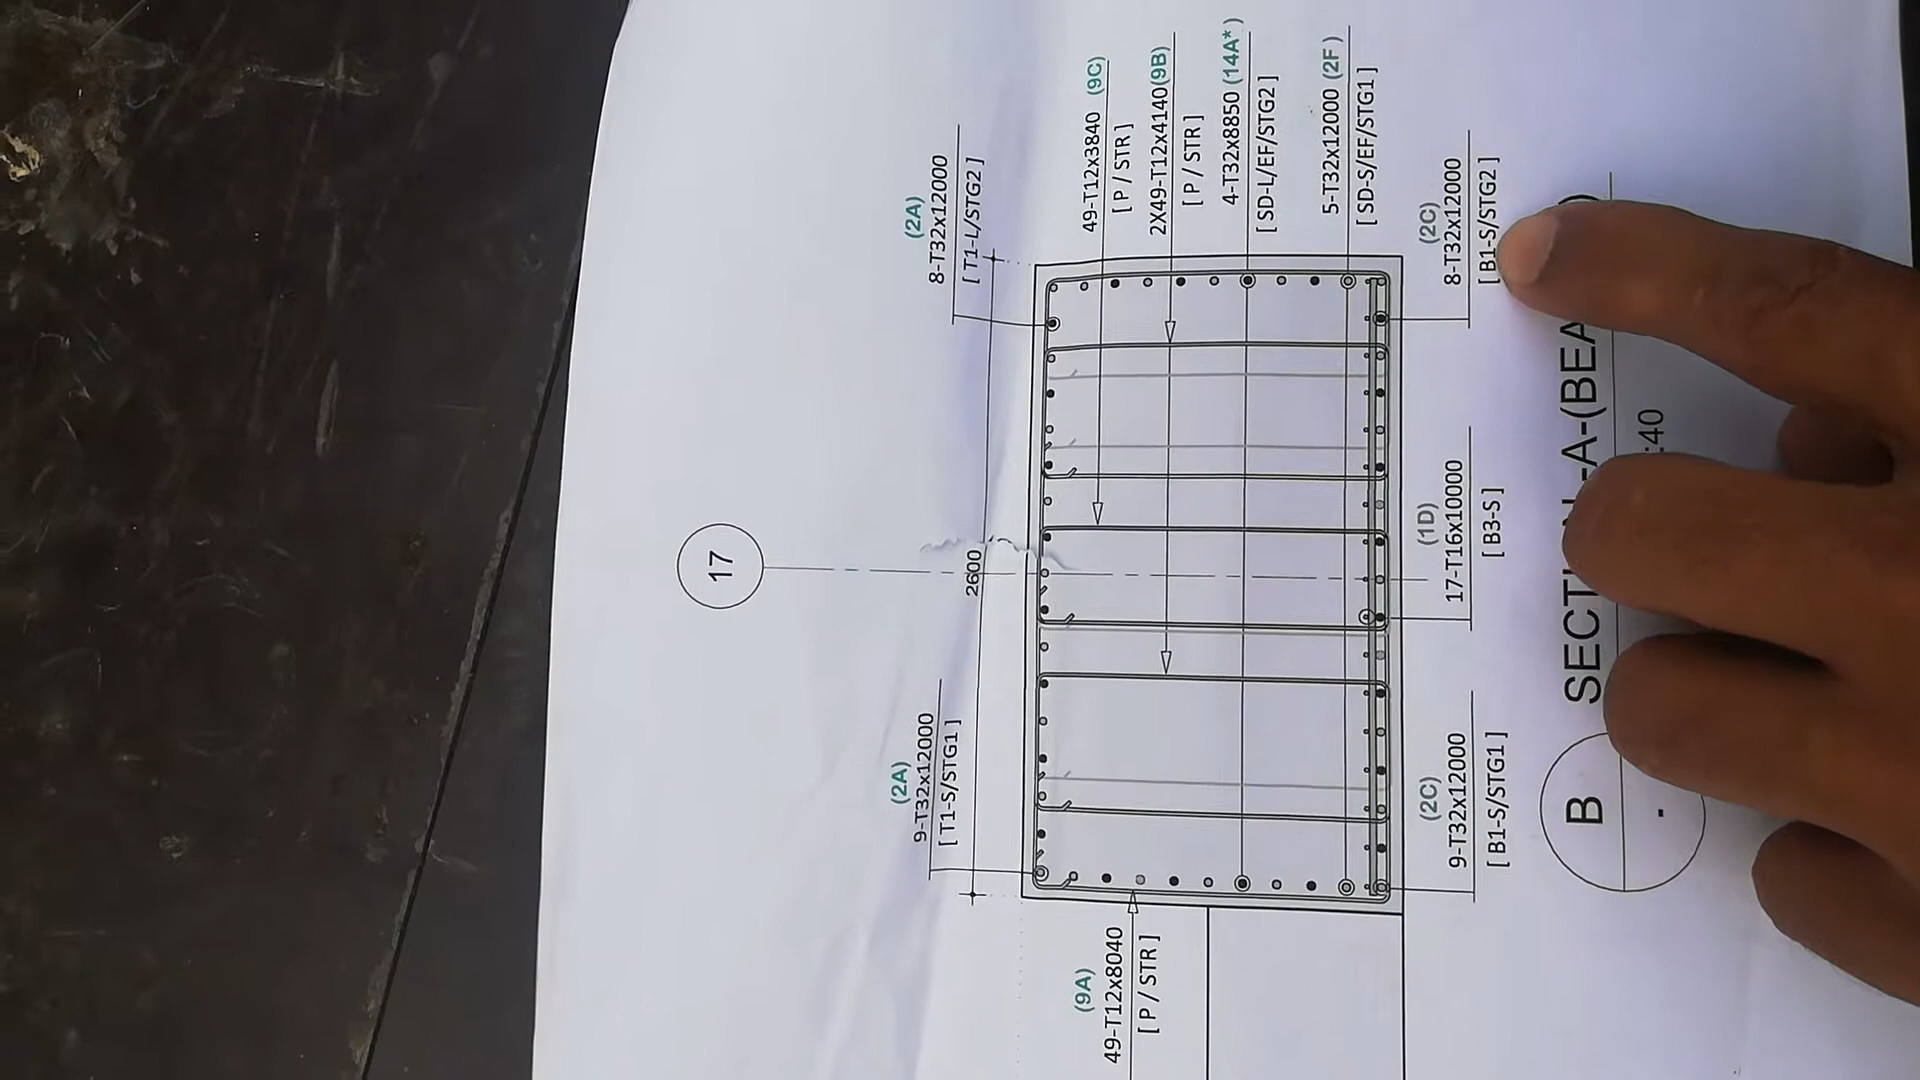 17
2600
(2A)
9-T32x12000
[ T1-S/STG1 ]
(2A)
8-T32x12000
[ T1-L/STG2 ]
49-T12x3840 (9C)
[ P / STR ]
2X49-T12x4140(9B)
[ P / STR ]
4-T32x8850 (14A*)
[ SD-L/EF/STG2 ]
5-T32x12000 (2F )
[ SD-S/EF/STG1 ]
(9A)
49-T12x8040
[ P / STR ]
(2C)
9-T32x12000
[ B1-S/STG1 ]
(1D)
17-T16x10000
[ B3-S ]
(2C)
8-T32x12000
[ B1-S/STG2 ]
B
-
:40